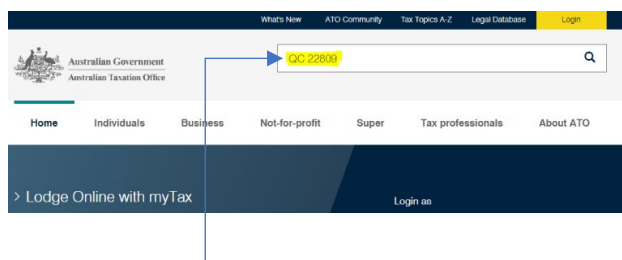 What's New ATO Community Tax Topics A-Z Legal Database Login
QC 22809
Australian Government
Australian Taxation Office
Home Individuals Business Not-for-profit Super Tax professionals About ATO
> Lodge Online with myTax
Login as